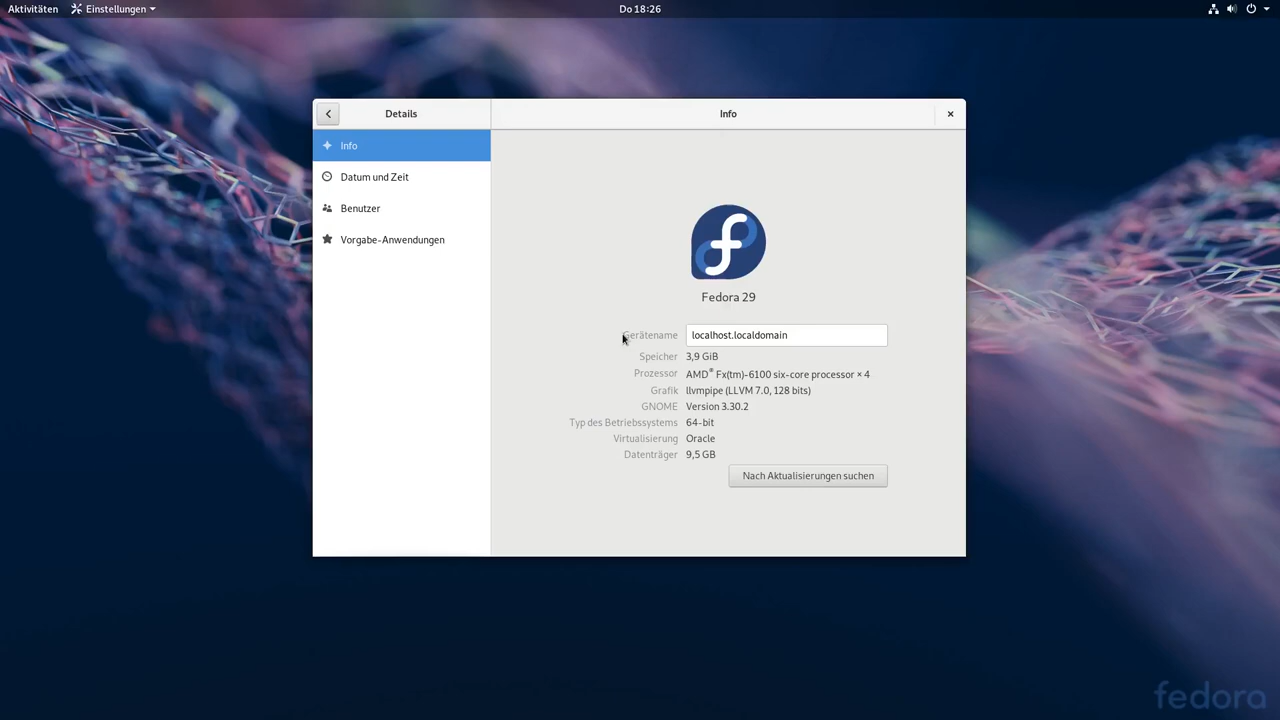 Aktivitäten Einstellungen Do 18:26
Details Info
Info
Datum und Zeit
Benutzer
Vorgabe-Anwendungen
Fedora 29
Gerätename localhost.localdomain
Speicher 3,9 GiB
Prozessor AMD® Fx(tm)-6100 six-core processor × 4
Grafik llvmpipe (LLVM 7.0, 128 bits)
GNOME Version 3.30.2
Typ des Betriebssystems 64-bit
Virtualisierung Oracle
Datenträger 9,5 GB
Nach Aktualisierungen suchen
fedora